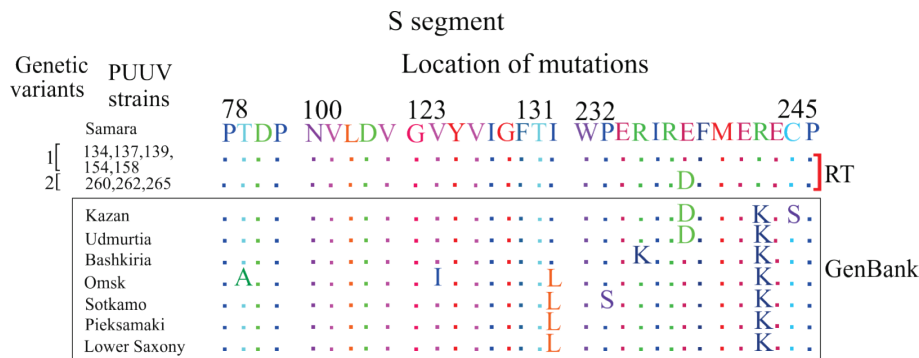 S segment
Genetic variants PUUV strains Location of mutations
78 100 123 131 232 245
Samara PTDP NVLDV GVYVIGFTI WPERIREFMEREСP
1[ 134,137,139, 154,158 .... ..... ......... ..............
2[ 260,262,265 .... ..... ......... .......D......
RT
Kazan .... ..... ......... .......D...K.S.
Udmurtia .... ..... ......... .......D...K...
Bashkiria .... ..... ......... ....K......K...
Omsk .A.. ..... .I......L ...........K...
Sotkamo .... ..... ........L .S.........K...
Pieksamaki .... ..... ........L ...........K...
Lower Saxony .... ..... ........L ...........K...
GenBank